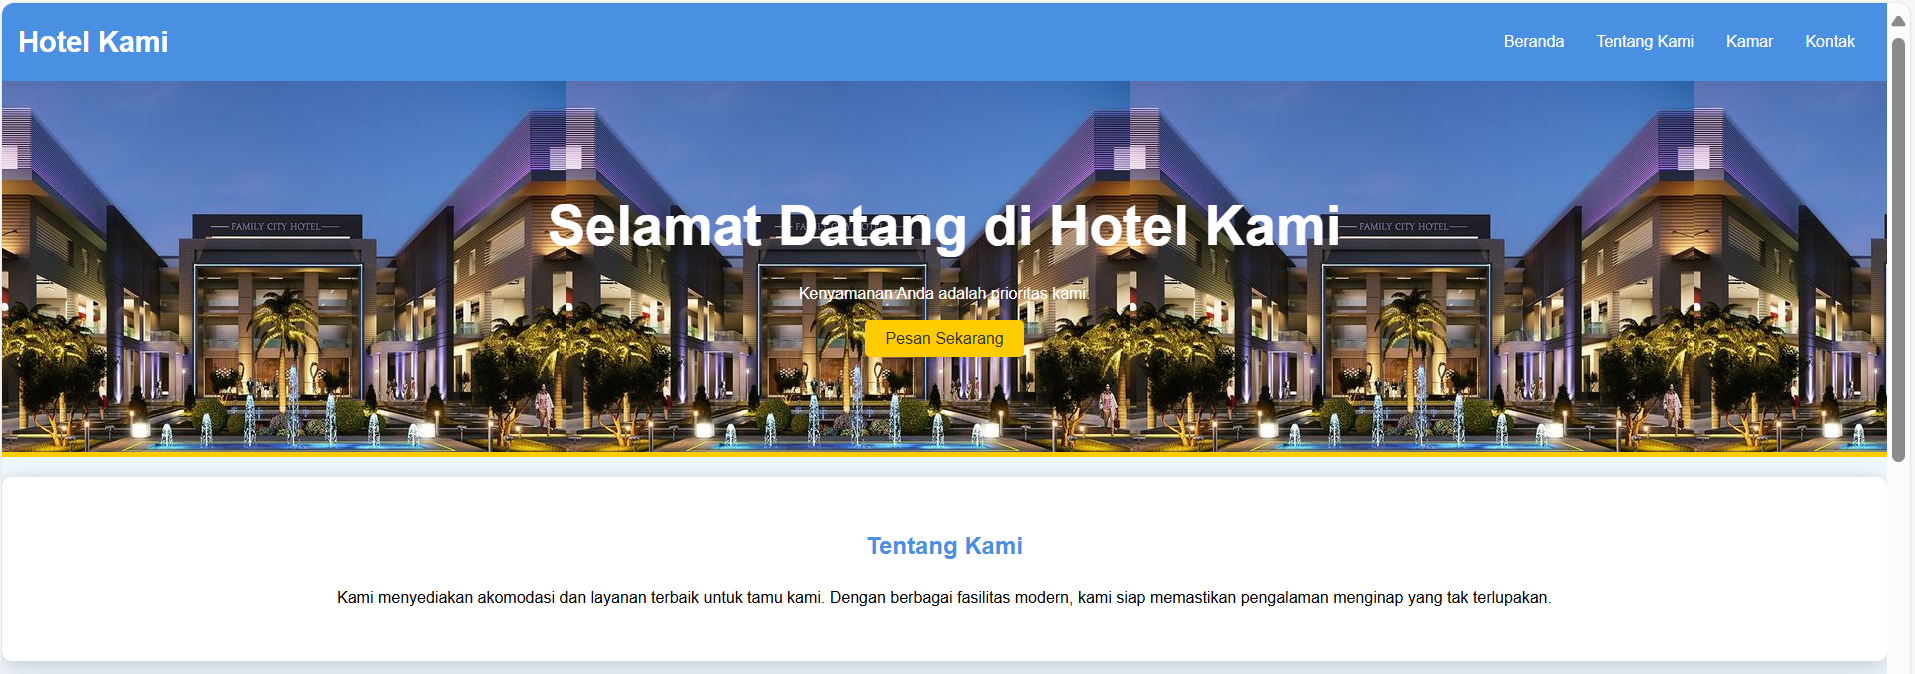 Hotel Kami
Beranda Tentang Kami Kamar Kontak
FAMILY CITY HOTEL
FAMILY CITY HOTEL
Selamat Datang di Hotel Kami
Kenyamanan Anda adalah prioritas kami.
Pesan Sekarang
Tentang Kami
Kami menyediakan akomodasi dan layanan terbaik untuk tamu kami. Dengan berbagai fasilitas modern, kami siap memastikan pengalaman menginap yang tak terlupakan.